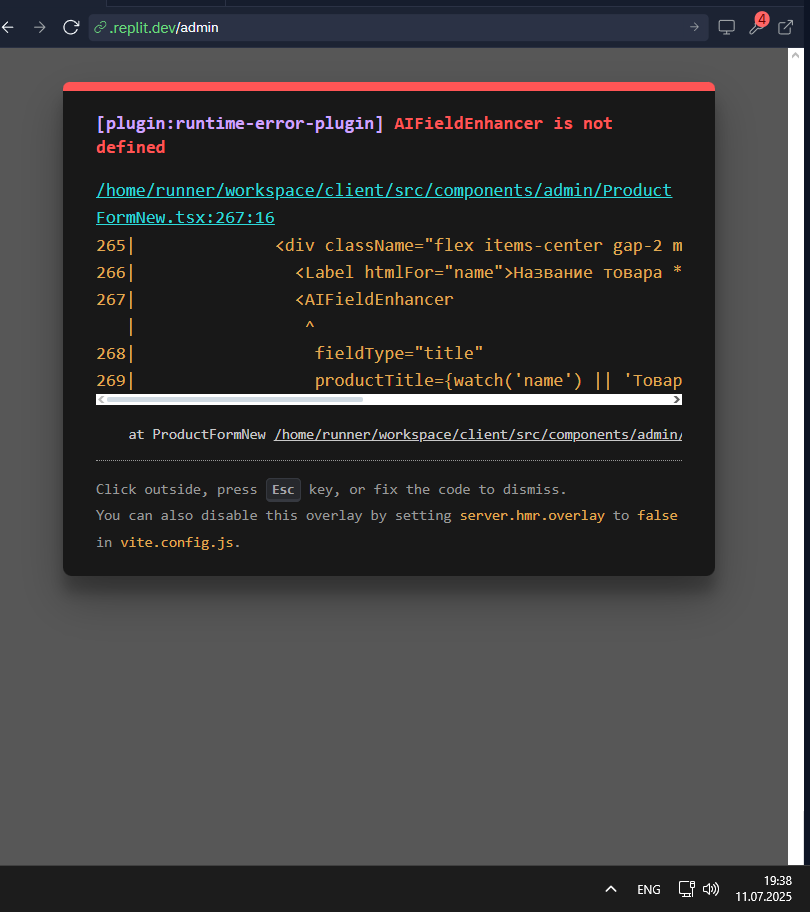 .replit.dev/admin
4
[plugin:runtime-error-plugin] AIFieldEnhancer is not
defined
/home/runner/workspace/client/src/components/admin/Product
FormNew.tsx:267:16
265|              <div className="flex items-center gap-2 m
266|                <Label htmlFor="name">Название товара *
267|                <AIFieldEnhancer
   |                 ^
268|                  fieldType="title"
269|                  productTitle={watch('name') || 'Товар
at ProductFormNew /home/runner/workspace/client/src/components/admin/
Click outside, press Esc key, or fix the code to dismiss.
You can also disable this overlay by setting server.hmr.overlay to false
in vite.config.js.
ENG
19:38
11.07.2025